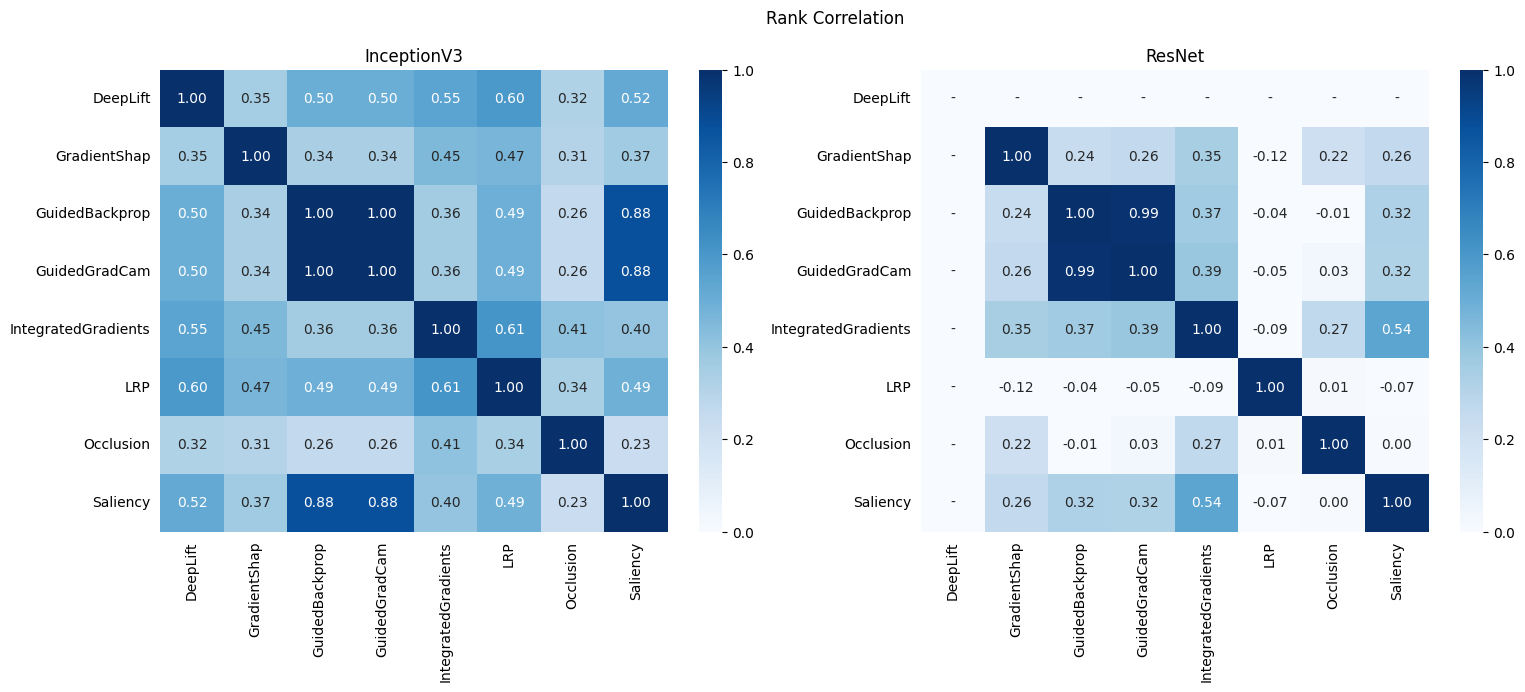 Rank Correlation
InceptionV3
DeepLift 1.00 0.35 0.50 0.50 0.55 0.60 0.32 0.52
GradientShap 0.35 1.00 0.34 0.34 0.45 0.47 0.31 0.37
GuidedBackprop 0.50 0.34 1.00 1.00 0.36 0.49 0.26 0.88
GuidedGradCam 0.50 0.34 1.00 1.00 0.36 0.49 0.26 0.88
IntegratedGradients 0.55 0.45 0.36 0.36 1.00 0.61 0.41 0.40
LRP 0.60 0.47 0.49 0.49 0.61 1.00 0.34 0.49
Occlusion 0.32 0.31 0.26 0.26 0.41 0.34 1.00 0.23
Saliency 0.52 0.37 0.88 0.88 0.40 0.49 0.23 1.00
DeepLift
GradientShap
GuidedBackprop
GuidedGradCam
IntegratedGradients
LRP
Occlusion
Saliency
1.0
0.8
0.6
0.4
0.2
0.0
ResNet
DeepLift - - - - - - - -
GradientShap - 1.00 0.24 0.26 0.35 -0.12 0.22 0.26
GuidedBackprop - 0.24 1.00 0.99 0.37 -0.04 -0.01 0.32
GuidedGradCam - 0.26 0.99 1.00 0.39 -0.05 0.03 0.32
IntegratedGradients - 0.35 0.37 0.39 1.00 -0.09 0.27 0.54
LRP - -0.12 -0.04 -0.05 -0.09 1.00 0.01 -0.07
Occlusion - 0.22 -0.01 0.03 0.27 0.01 1.00 0.00
Saliency - 0.26 0.32 0.32 0.54 -0.07 0.00 1.00
DeepLift
GradientShap
GuidedBackprop
GuidedGradCam
IntegratedGradients
LRP
Occlusion
Saliency
1.0
0.8
0.6
0.4
0.2
0.0